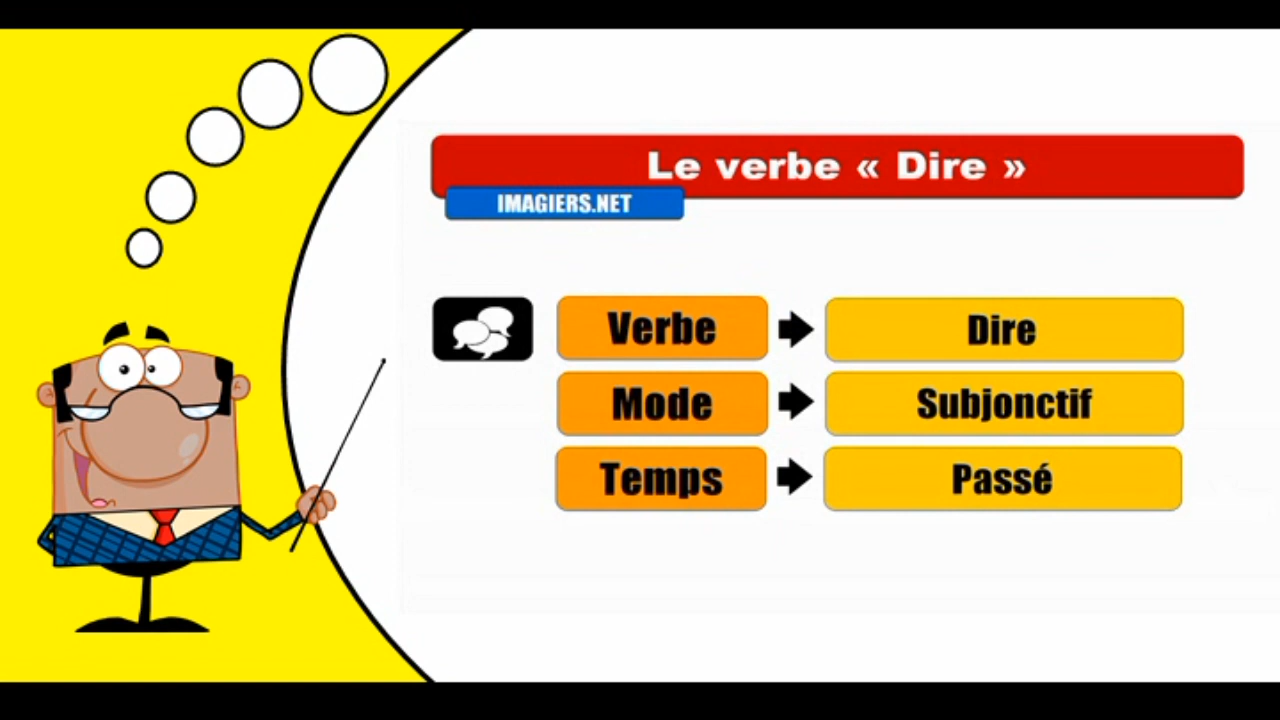 Le verbe « Dire »
IMAGIERS.NET
Verbe Dire
Mode Subjonctif
Temps Passé